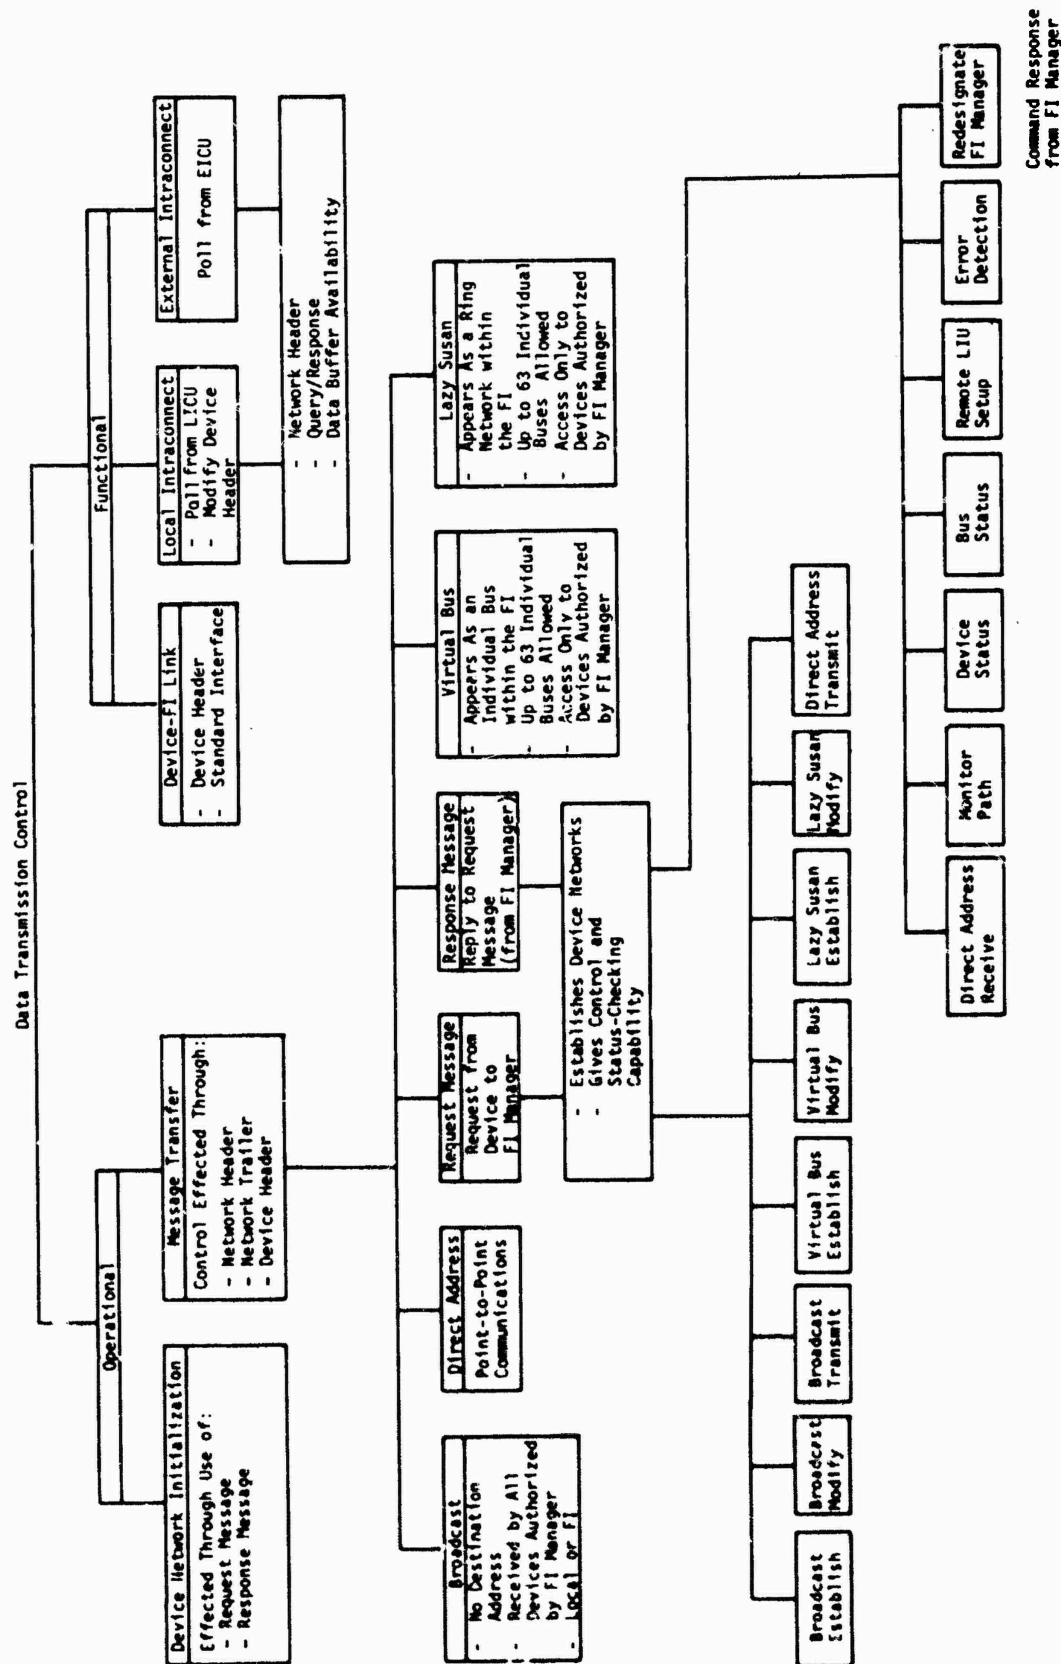 Data Transmission Control
Operational
Functional
Device Network Initialization
Effected Through Use of:
- Request Message
- Response Message
Message Transfer
Control Effected Through:
- Network Header
- Network Trailer
- Device Header
Device-FI Link
- Device Header
- Standard Interface
Local Intraconnect
- Poll from LICU
- Modify Device
Header
External Intraconnect
Poll from EICU
- Network Header
- Query/Response
- Data Buffer Availability
Broadcast
- No Destination
Address
- Received by All
Devices Authorized
by FI Manager
- Local or FI
Direct Address
Point-to-Point
Communications
Request Message
Request from
Device to
FI Manager
Response Message
Reply to Request
Message
(from FI Manager)
Virtual Bus
- Appears As an
Individual Bus
within the FI
- Up to 63 Individual
Buses Allowed
- Access Only to
Devices Authorized
by FI Manager
Lazy Susan
- Appears As a Ring
Network within
the FI
- Up to 63 Individual
Buses Allowed
- Access Only to
Devices Authorized
by FI Manager
- Establishes Device Networks
- Gives Control and
Status-Checking
Capability
Broadcast
Establish
Broadcast
Modify
Broadcast
Transmit
Virtual Bus
Establish
Virtual Bus
Modify
Lazy Susan
Establish
Lazy Susan
Modify
Direct Address
Transmit
Direct Address
Receive
Monitor
Path
Device
Status
Bus
Status
Remote LIU
Setup
Error
Detection
Redesignate
FI Manager
Command Response
from FI Manager